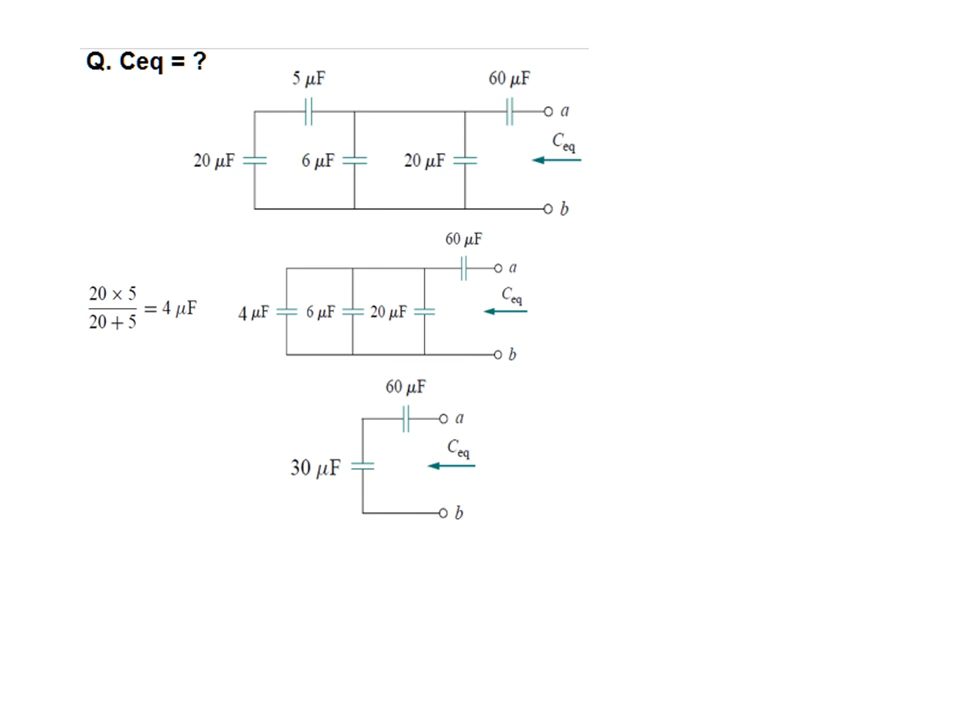 Q. Ceq = ?
5 µF
60 µF
a
Ceq
20 µF
6 µF
20 µF
b
60 µF
a
Ceq
20 × 5
20 + 5
= 4 µF
4 µF
6 µF
20 µF
b
60 µF
a
Ceq
30 µF
b